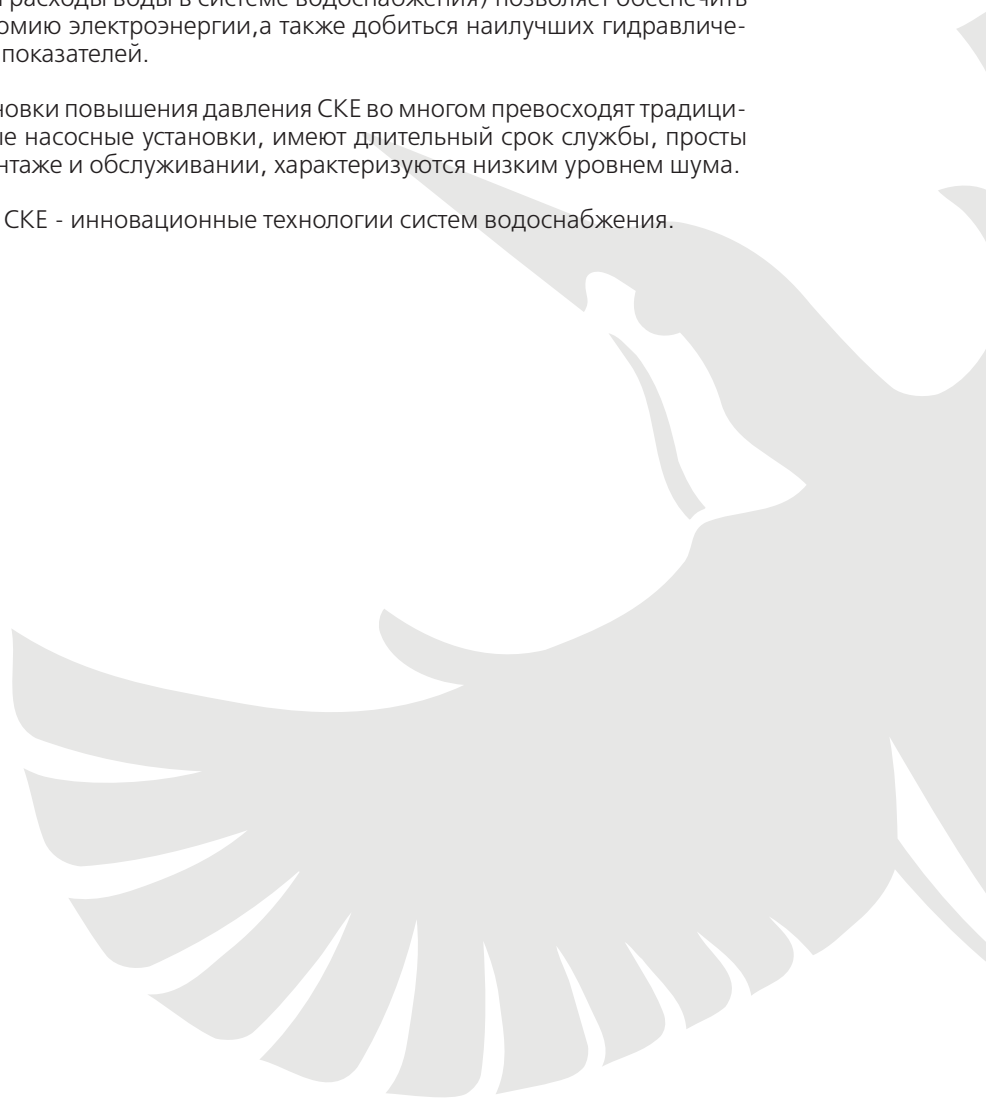 расходы воды в системе водоснабжения) позволяет обеспечить
омию электроэнергии,а также добиться наилучших гидравличе-
показателей.
новки повышения давления СКЕ во многом превосходят традици-
ые насосные установки, имеют длительный срок службы, просты
нтаже и обслуживании, характеризуются низким уровнем шума.
СКЕ - инновационные технологии систем водоснабжения.